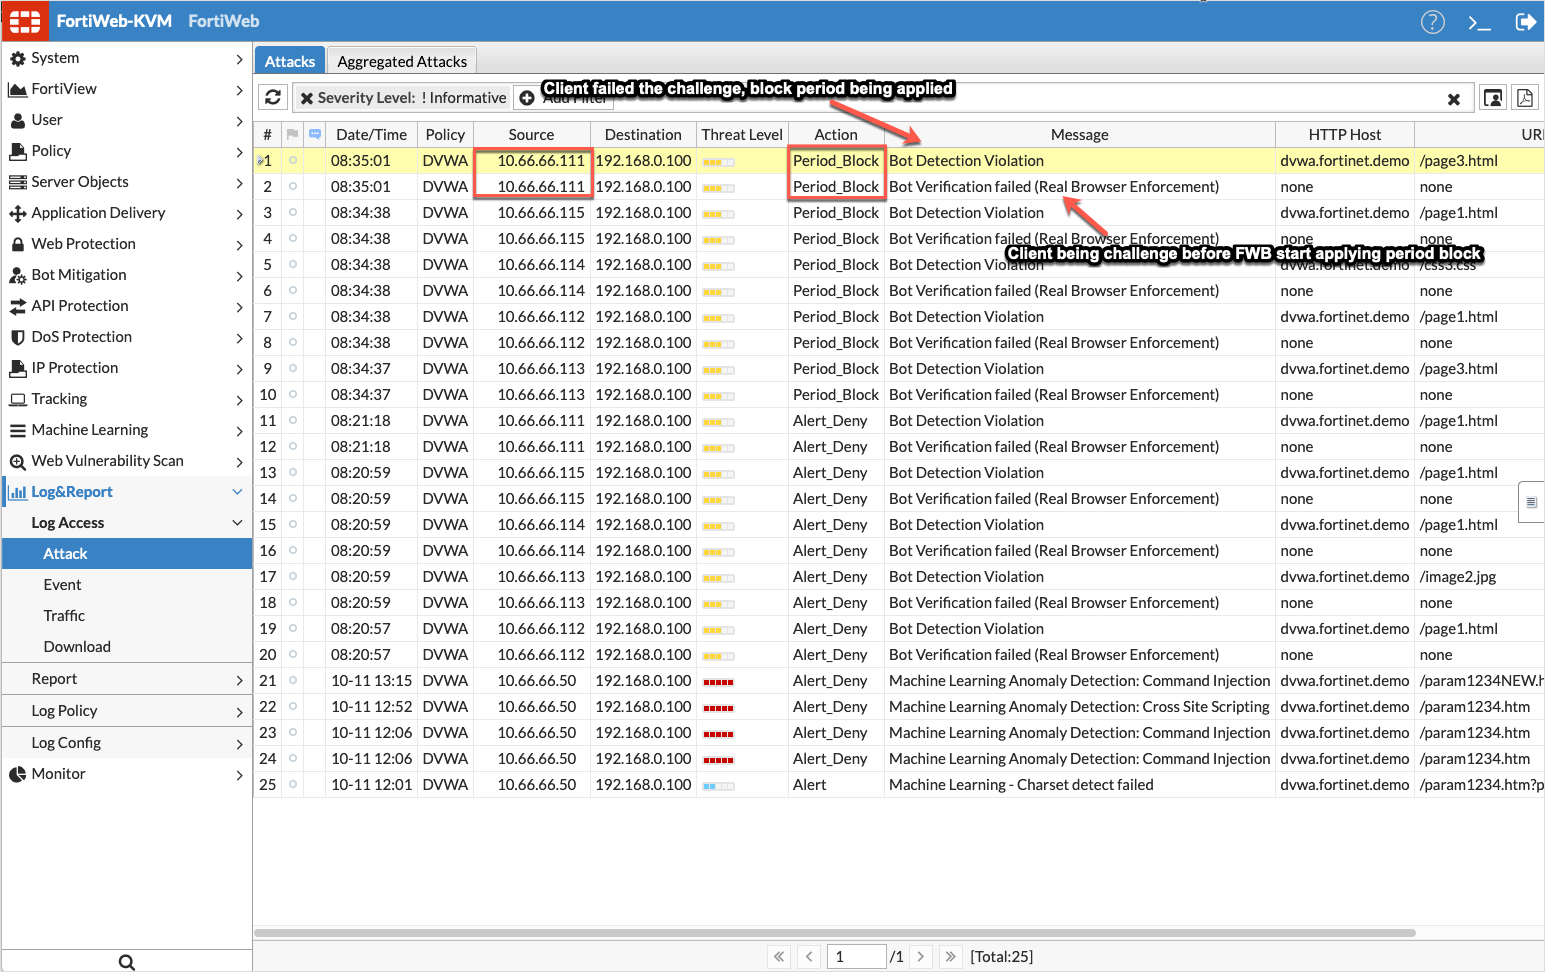 FortiWeb-KVM FortiWeb
System
FortiView
User
Policy
Server Objects
Application Delivery
Web Protection
Bot Mitigation
API Protection
DoS Protection
IP Protection
Tracking
Machine Learning
Web Vulnerability Scan
Log&Report
Log Access
Attack
Event
Traffic
Download
Report
Log Policy
Log Config
Monitor
Attacks Aggregated Attacks
Severity Level: ! Informative Add Filter
Client failed the challenge, block period being applied
# Date/Time Policy Source Destination Threat Level Action Message HTTP Host
1 08:35:01 DVWA 10.66.66.111 192.168.0.100 Period_Block Bot Detection Violation dvwa.fortinet.demo /page3.html
2 08:35:01 DVWA 10.66.66.111 192.168.0.100 Period_Block Bot Verification failed (Real Browser Enforcement) none none
3 08:34:38 DVWA 10.66.66.115 192.168.0.100 Period_Block Bot Detection Violation dvwa.fortinet.demo /page1.html
4 08:34:38 DVWA 10.66.66.115 192.168.0.100 Period_Block Bot Verification failed (Real Browser Enforcement) none none
Client being challenge before FWB start applying period block
5 08:34:38 DVWA 10.66.66.114 192.168.0.100 Period_Block Bot Detection Violation dvwa.fortinet.demo /css3.css
6 08:34:38 DVWA 10.66.66.114 192.168.0.100 Period_Block Bot Verification failed (Real Browser Enforcement) none none
7 08:34:38 DVWA 10.66.66.112 192.168.0.100 Period_Block Bot Detection Violation dvwa.fortinet.demo /page1.html
8 08:34:38 DVWA 10.66.66.112 192.168.0.100 Period_Block Bot Verification failed (Real Browser Enforcement) none none
9 08:34:37 DVWA 10.66.66.113 192.168.0.100 Period_Block Bot Detection Violation dvwa.fortinet.demo /page3.html
10 08:34:37 DVWA 10.66.66.113 192.168.0.100 Period_Block Bot Verification failed (Real Browser Enforcement) none none
11 08:21:18 DVWA 10.66.66.111 192.168.0.100 Alert_Deny Bot Detection Violation dvwa.fortinet.demo /page1.html
12 08:21:18 DVWA 10.66.66.111 192.168.0.100 Alert_Deny Bot Verification failed (Real Browser Enforcement) none none
13 08:20:59 DVWA 10.66.66.115 192.168.0.100 Alert_Deny Bot Detection Violation dvwa.fortinet.demo /page1.html
14 08:20:59 DVWA 10.66.66.115 192.168.0.100 Alert_Deny Bot Verification failed (Real Browser Enforcement) none none
15 08:20:59 DVWA 10.66.66.114 192.168.0.100 Alert_Deny Bot Detection Violation dvwa.fortinet.demo /page1.html
16 08:20:59 DVWA 10.66.66.114 192.168.0.100 Alert_Deny Bot Verification failed (Real Browser Enforcement) none none
17 08:20:59 DVWA 10.66.66.113 192.168.0.100 Alert_Deny Bot Detection Violation dvwa.fortinet.demo /image2.jpg
18 08:20:59 DVWA 10.66.66.113 192.168.0.100 Alert_Deny Bot Verification failed (Real Browser Enforcement) none none
19 08:20:57 DVWA 10.66.66.112 192.168.0.100 Alert_Deny Bot Detection Violation dvwa.fortinet.demo /page1.html
20 08:20:57 DVWA 10.66.66.112 192.168.0.100 Alert_Deny Bot Verification failed (Real Browser Enforcement) none none
21 10-11 13:15 DVWA 10.66.66.50 192.168.0.100 Alert_Deny Machine Learning Anomaly Detection: Command Injection dvwa.fortinet.demo /param1234NEW.h
22 10-11 12:52 DVWA 10.66.66.50 192.168.0.100 Alert_Deny Machine Learning Anomaly Detection: Cross Site Scripting dvwa.fortinet.demo /param1234.htm
23 10-11 12:06 DVWA 10.66.66.50 192.168.0.100 Alert_Deny Machine Learning Anomaly Detection: Command Injection dvwa.fortinet.demo /param1234.htm
24 10-11 12:06 DVWA 10.66.66.50 192.168.0.100 Alert_Deny Machine Learning Anomaly Detection: Command Injection dvwa.fortinet.demo /param1234.htm
25 10-11 12:01 DVWA 10.66.66.50 192.168.0.100 Alert Machine Learning - Charset detect failed dvwa.fortinet.demo /param1234.htm?p
1 /1 [Total:25]